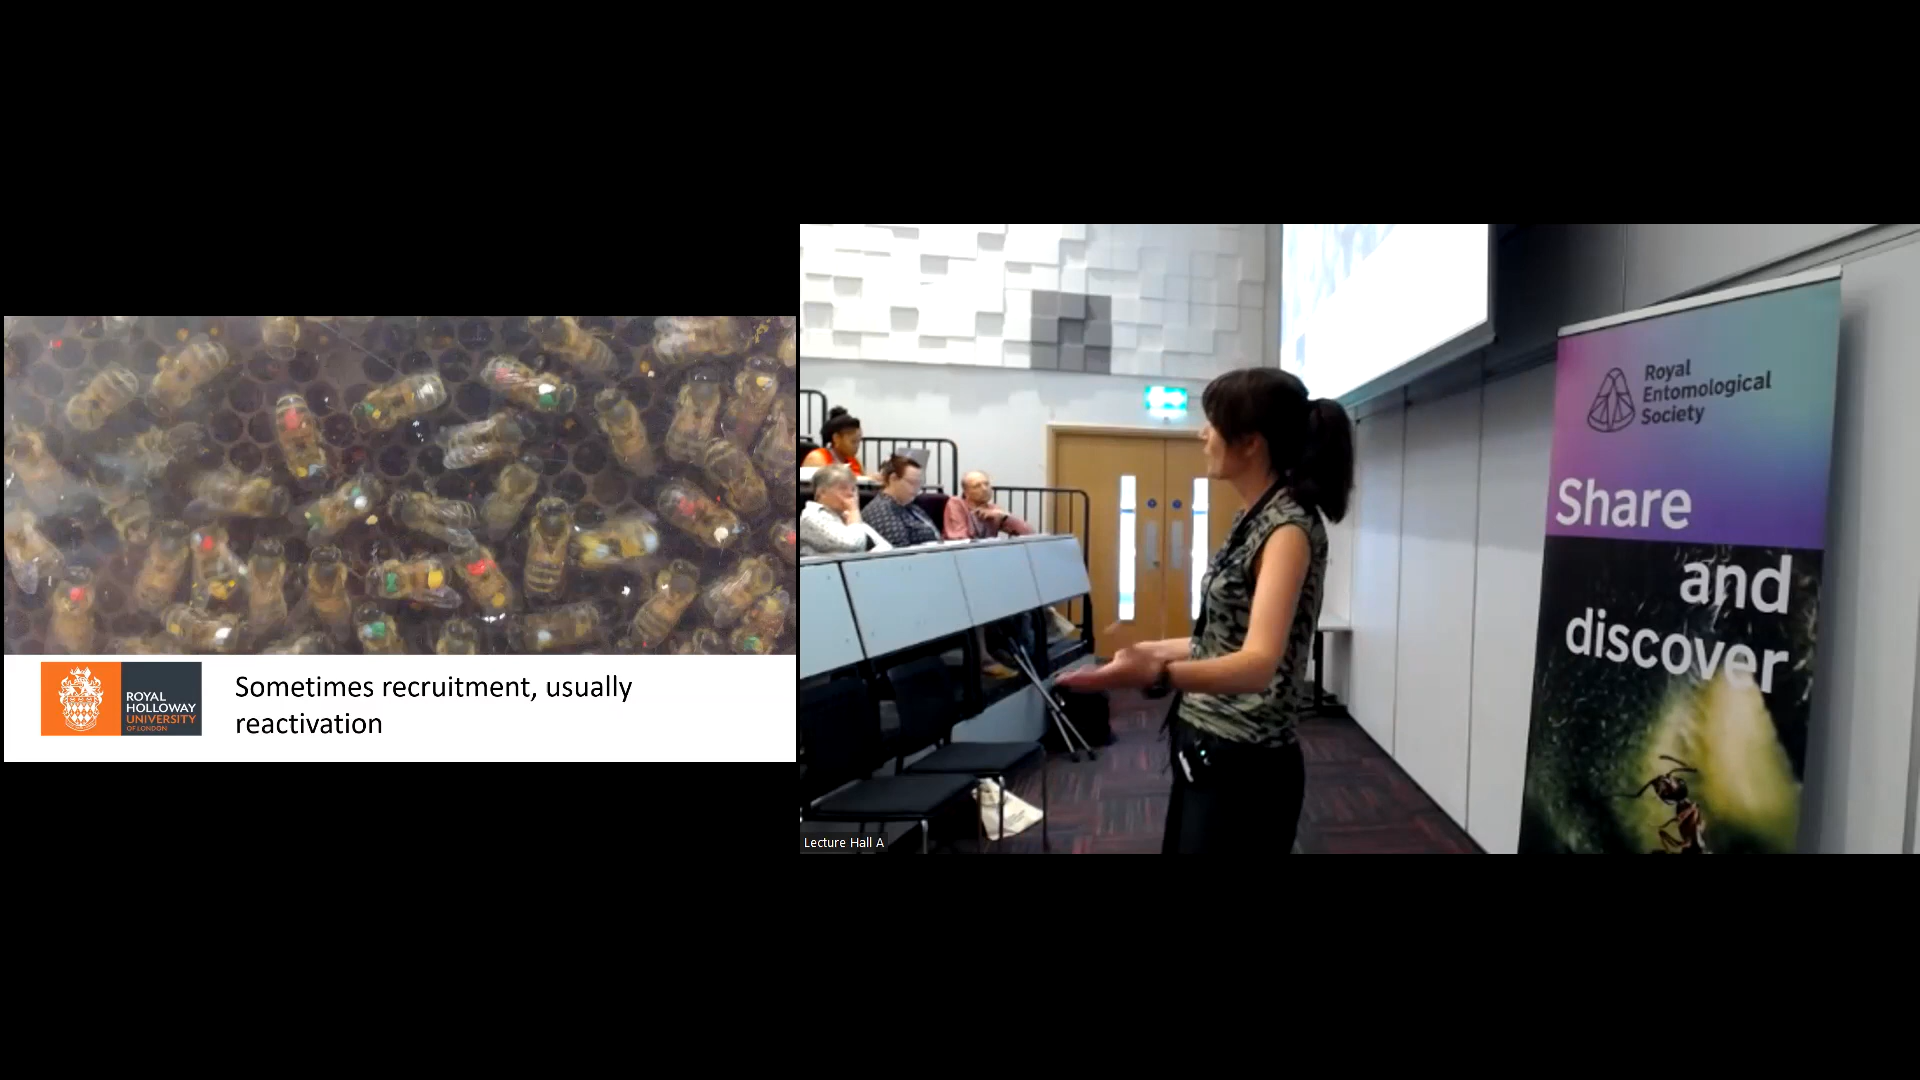 ROYAL
HOLLOWAY
UNIVERSITY
OF LONDON
Sometimes recruitment, usually
reactivation
Royal
Entomological
Society
Share
and
discover
Lecture Hall A